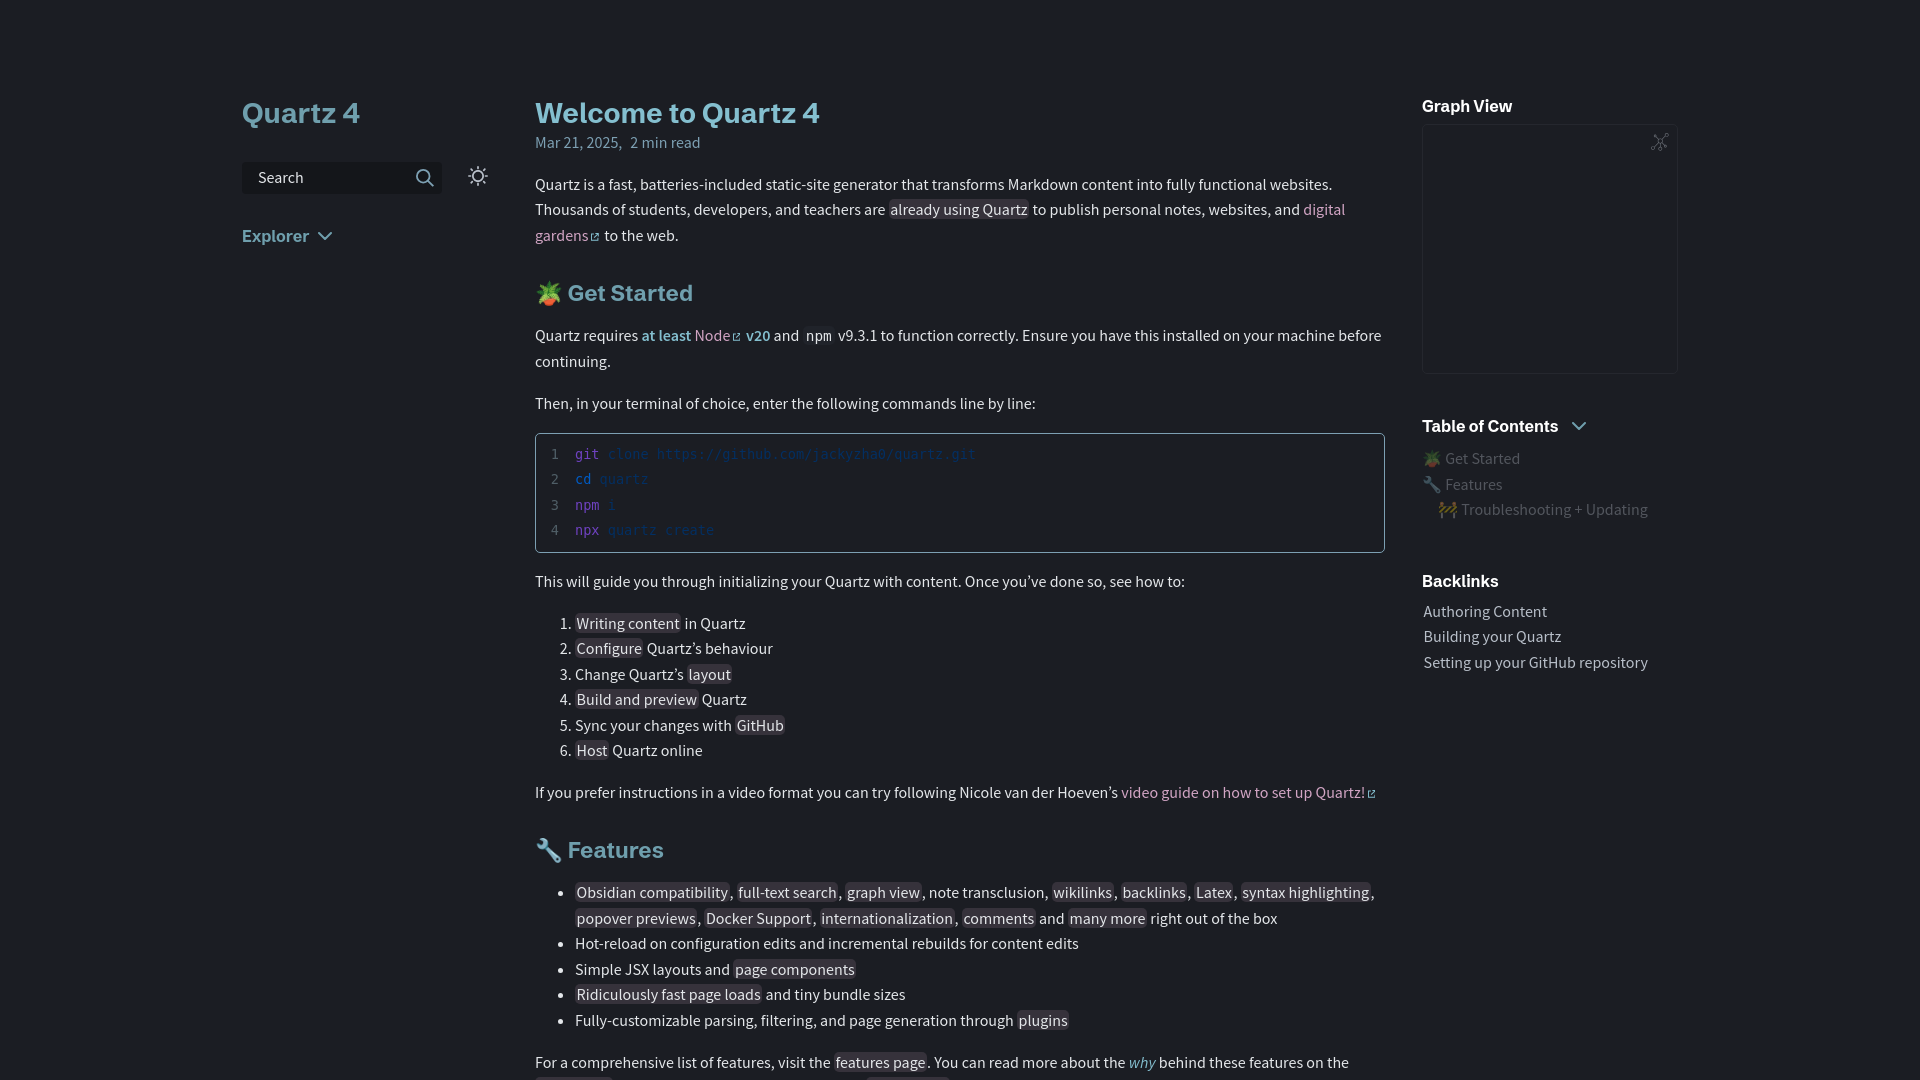 Quartz 4
Search
Explorer
Welcome to Quartz 4
Mar 21, 2025, 2 min read
Quartz is a fast, batteries-included static-site generator that transforms Markdown content into fully functional websites.
Thousands of students, developers, and teachers are already using Quartz to publish personal notes, websites, and digital
gardens to the web.
🪴 Get Started
Quartz requires at least Node v20 and npm v9.3.1 to function correctly. Ensure you have this installed on your machine before
continuing.
Then, in your terminal of choice, enter the following commands line by line:
1 git clone https://github.com/jackyzha0/quartz.git
2 cd quartz
3 npm i
4 npx quartz create
This will guide you through initializing your Quartz with content. Once you’ve done so, see how to:
1. Writing content in Quartz
2. Configure Quartz’s behaviour
3. Change Quartz’s layout
4. Build and preview Quartz
5. Sync your changes with GitHub
6. Host Quartz online
If you prefer instructions in a video format you can try following Nicole van der Hoeven’s video guide on how to set up Quartz!
🔧 Features
• Obsidian compatibility, full-text search, graph view, note transclusion, wikilinks, backlinks, Latex, syntax highlighting,
popover previews, Docker Support, internationalization, comments and many more right out of the box
• Hot-reload on configuration edits and incremental rebuilds for content edits
• Simple JSX layouts and page components
• Ridiculously fast page loads and tiny bundle sizes
• Fully-customizable parsing, filtering, and page generation through plugins
For a comprehensive list of features, visit the features page. You can read more about the why behind these features on the
Graph View
Table of Contents
🪴 Get Started
🔧 Features
🚧 Troubleshooting + Updating
Backlinks
Authoring Content
Building your Quartz
Setting up your GitHub repository